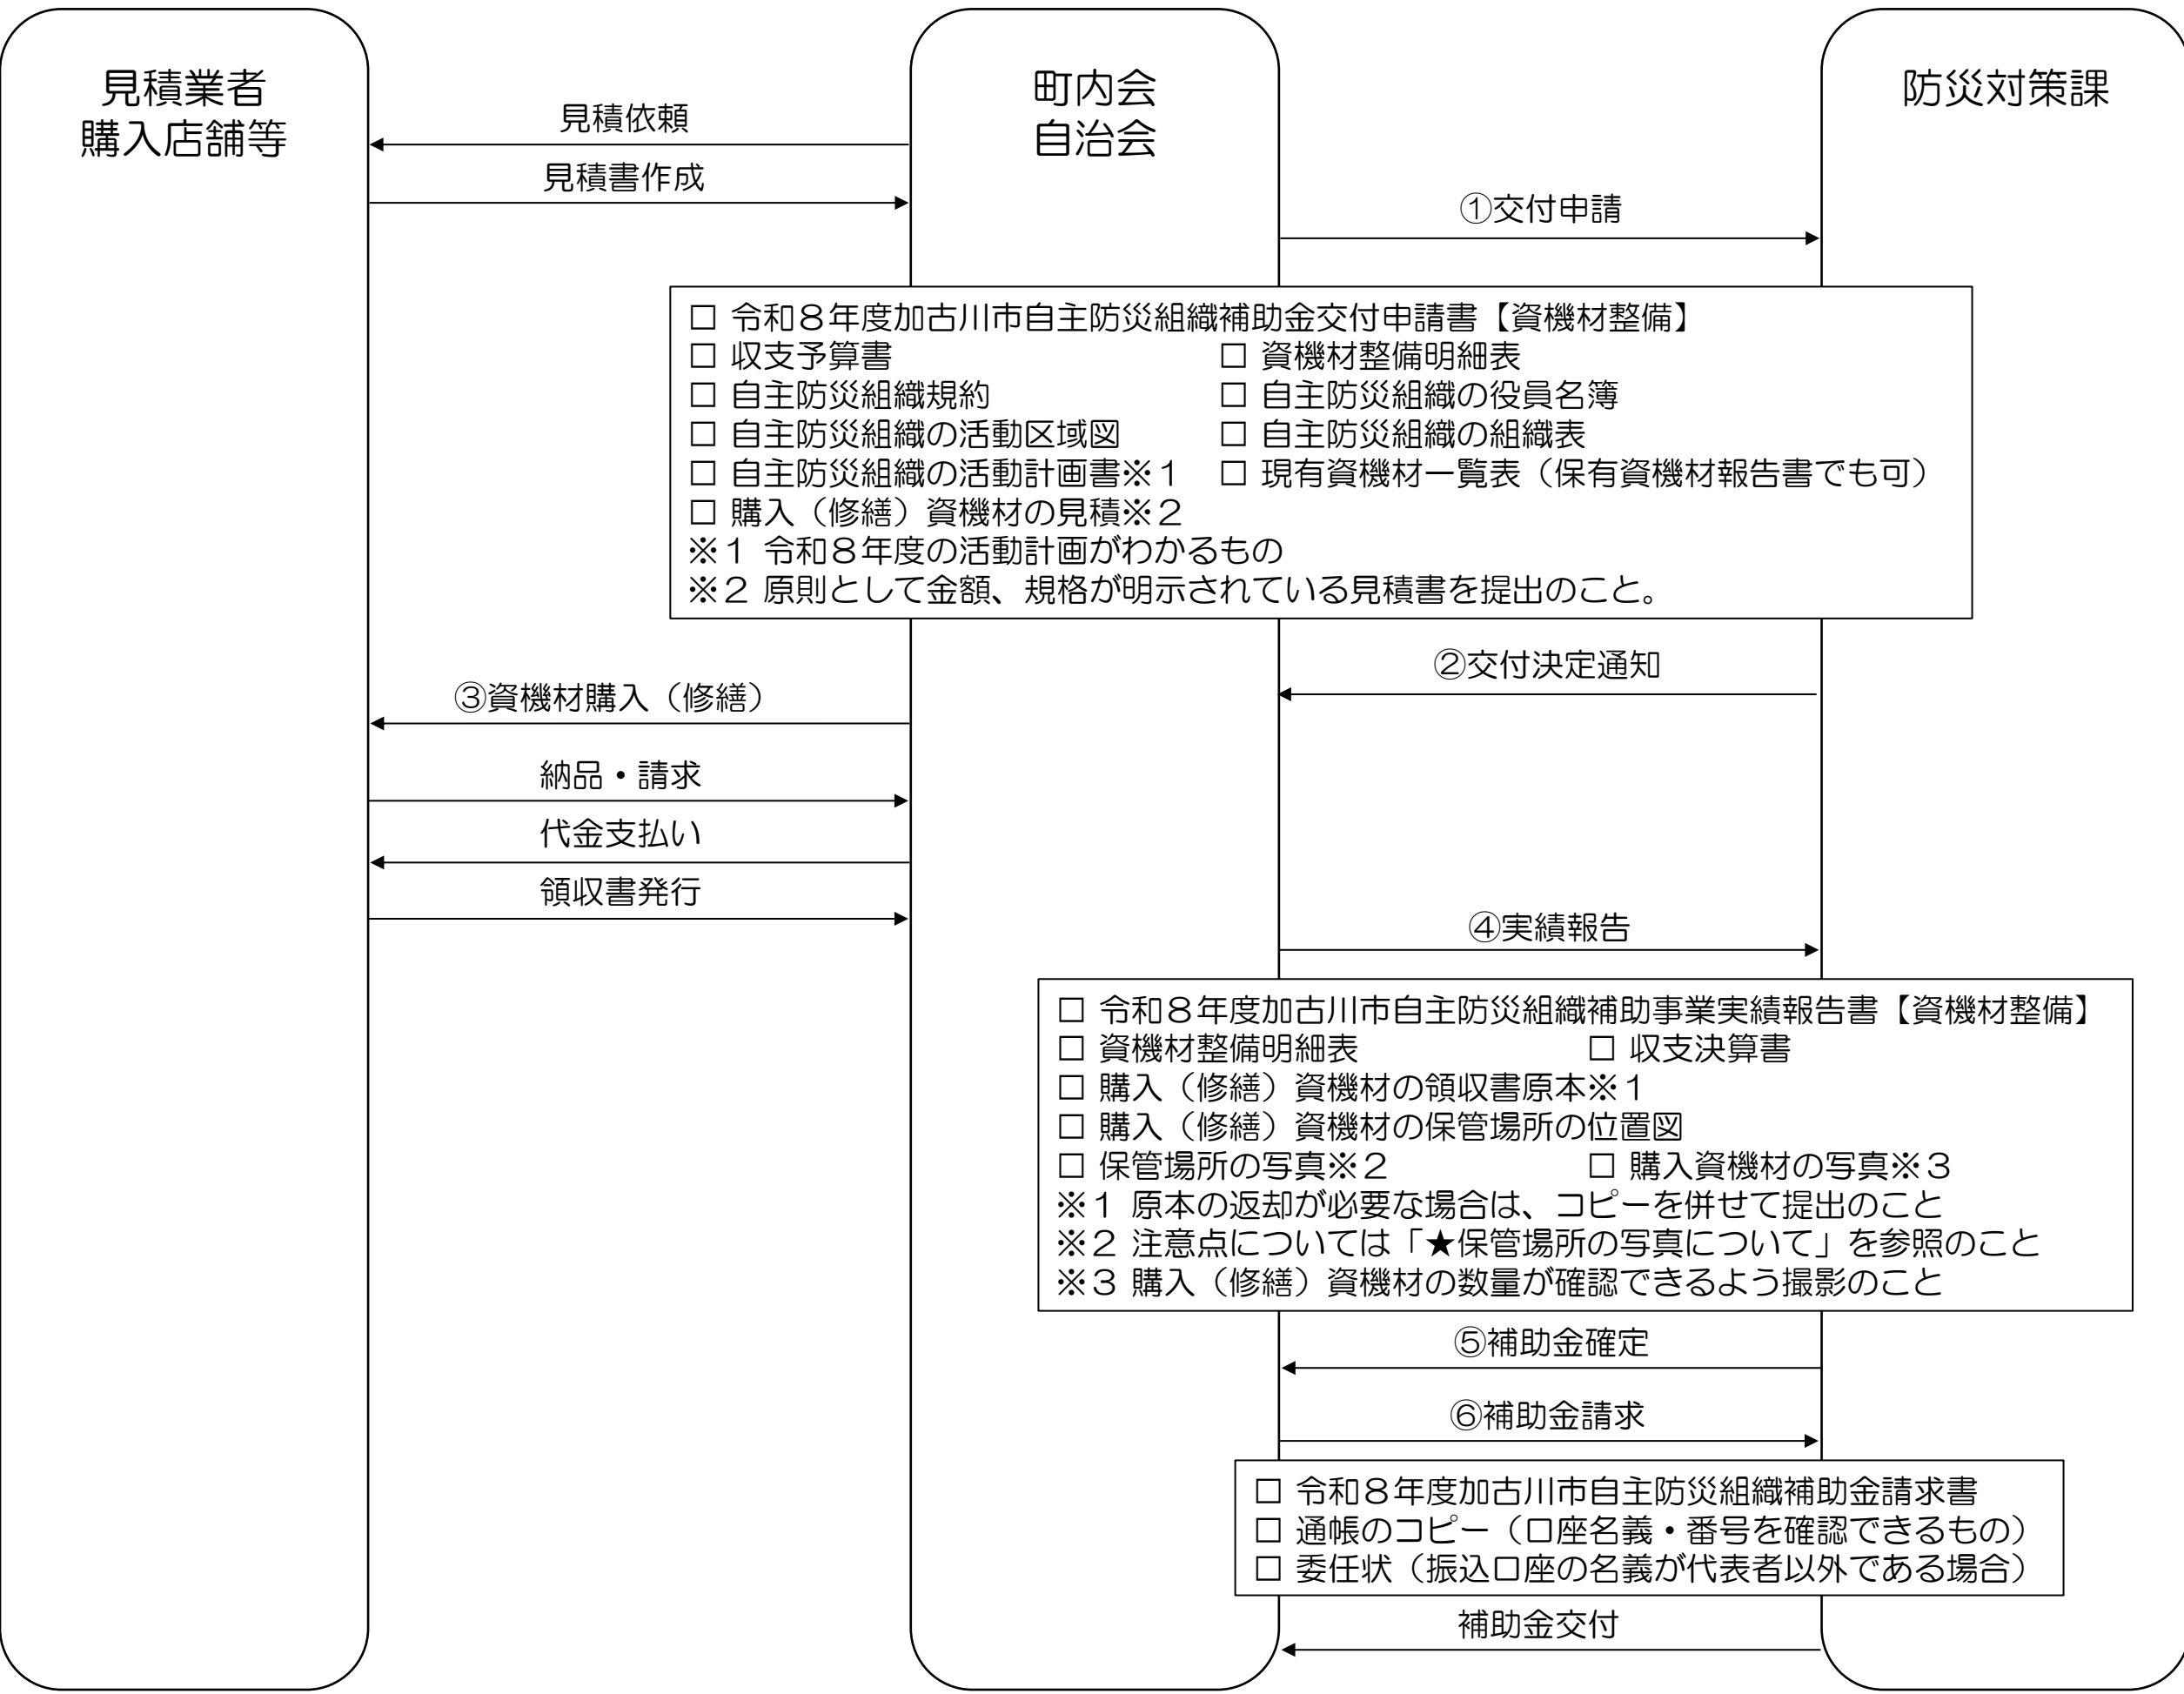 見積業者
購入店舗等
町内会
自治会
防災対策課
見積依頼
見積書作成
①交付申請
□ 令和８年度加古川市自主防災組織補助金交付申請書【資機材整備】
□ 収支予算書 □ 資機材整備明細表
□ 自主防災組織規約 □ 自主防災組織の役員名簿
□ 自主防災組織の活動区域図 □ 自主防災組織の組織表
□ 自主防災組織の活動計画書※１ □ 現有資機材一覧表（保有資機材報告書でも可）
□ 購入（修繕）資機材の見積※２
※１ 令和８年度の活動計画がわかるもの
※２ 原則として金額、規格が明示されている見積書を提出のこと。
②交付決定通知
③資機材購入（修繕）
納品・請求
代金支払い
領収書発行
④実績報告
□ 令和８年度加古川市自主防災組織補助事業実績報告書【資機材整備】
□ 資機材整備明細表 □ 収支決算書
□ 購入（修繕）資機材の領収書原本※１
□ 購入（修繕）資機材の保管場所の位置図
□ 保管場所の写真※２ □ 購入資機材の写真※３
※１ 原本の返却が必要な場合は、コピーを併せて提出のこと
※２ 注意点については「★保管場所の写真について」を参照のこと
※３ 購入（修繕）資機材の数量が確認できるよう撮影のこと
⑤補助金確定
⑥補助金請求
□ 令和８年度加古川市自主防災組織補助金請求書
□ 通帳のコピー（口座名義・番号を確認できるもの）
□ 委任状（振込口座の名義が代表者以外である場合）
補助金交付